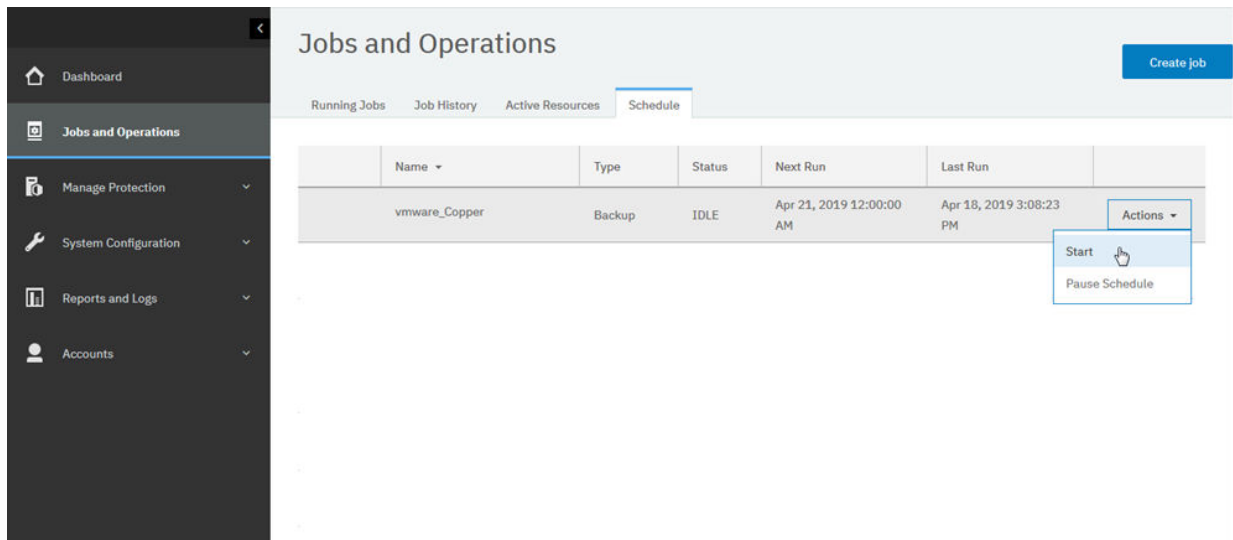 Jobs and Operations
Create job
Dashboard
Running Jobs Job History Active Resources Schedule
Jobs and Operations
Name Type Status Next Run Last Run
Manage Protection
vmware_Copper Backup IDLE Apr 21, 2019 12:00:00 Apr 18, 2019 3:08:23 Actions
AM PM
System Configuration
Start
Pause Schedule
Reports and Logs
Accounts